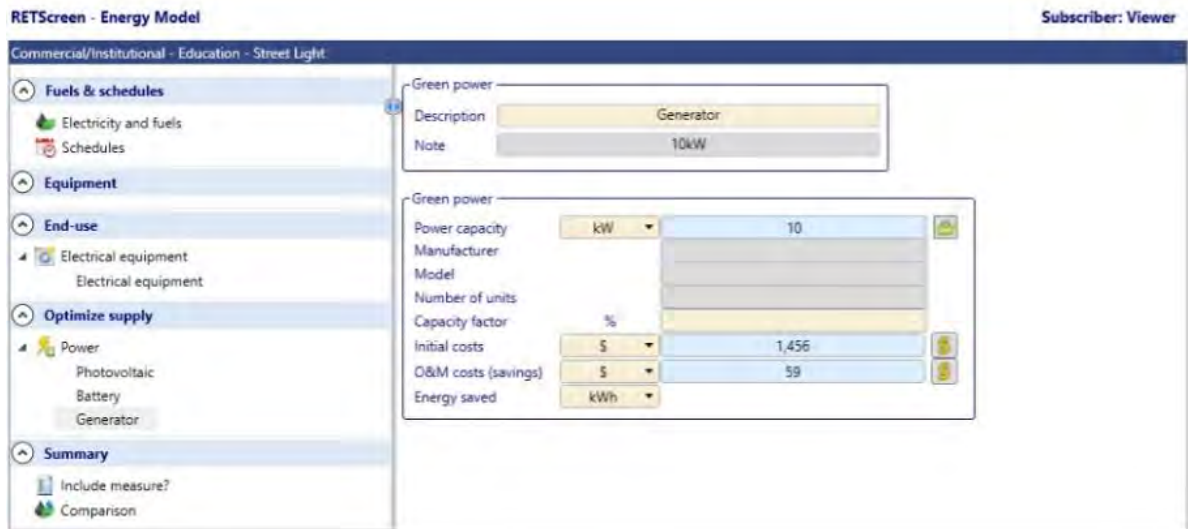 RETScreen - Energy Model
Subscriber: Viewer
Commercial/Institutional - Education - Street Light
Fuels & schedules
Electricity and fuels
Schedules
Equipment
End-use
Electrical equipment
Electrical equipment
Optimize supply
Power
Photovoltaic
Battery
Generator
Summary
Include measure?
Comparison
Green power
Description Generator
Note 10kW
Green power
Power capacity kW 10
Manufacturer
Model
Number of units
Capacity factor %
Initial costs $ 1,456
O&M costs (savings) $ 59
Energy saved kWh